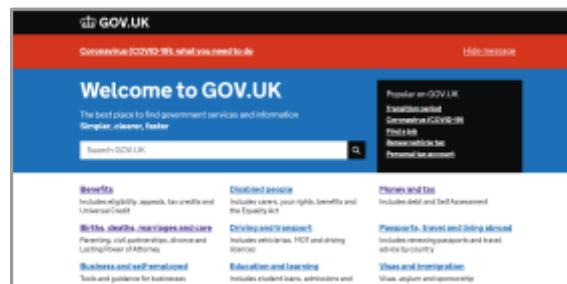 GOV.UK
Coronavirus (COVID-19): what you need to do
Hide message
Welcome to GOV.UK
The best place to find government services and information
Simpler, clearer, faster
Search GOV.UK
Popular on GOV.UK
Transition period
Coronavirus (COVID-19)
Find a job
Renew vehicle tax
Personal tax account
Benefits
Includes eligibility, appeals, tax credits and
Universal Credit
Disabled people
Includes carers, your rights, benefits and
the Equality Act
Money and tax
Includes debt and Self Assessment
Births, deaths, marriages and care
Parenting, civil partnerships, divorce and
Lasting Power of Attorney
Driving and transport
Includes vehicle tax, MOT and driving
licences
Passports, travel and living abroad
Includes renewing passports and travel
advice by country
Business and self-employed
Tools and guidance for businesses
Education and learning
Includes student loans, admissions and
Visas and immigration
Visas, asylum and sponsorship